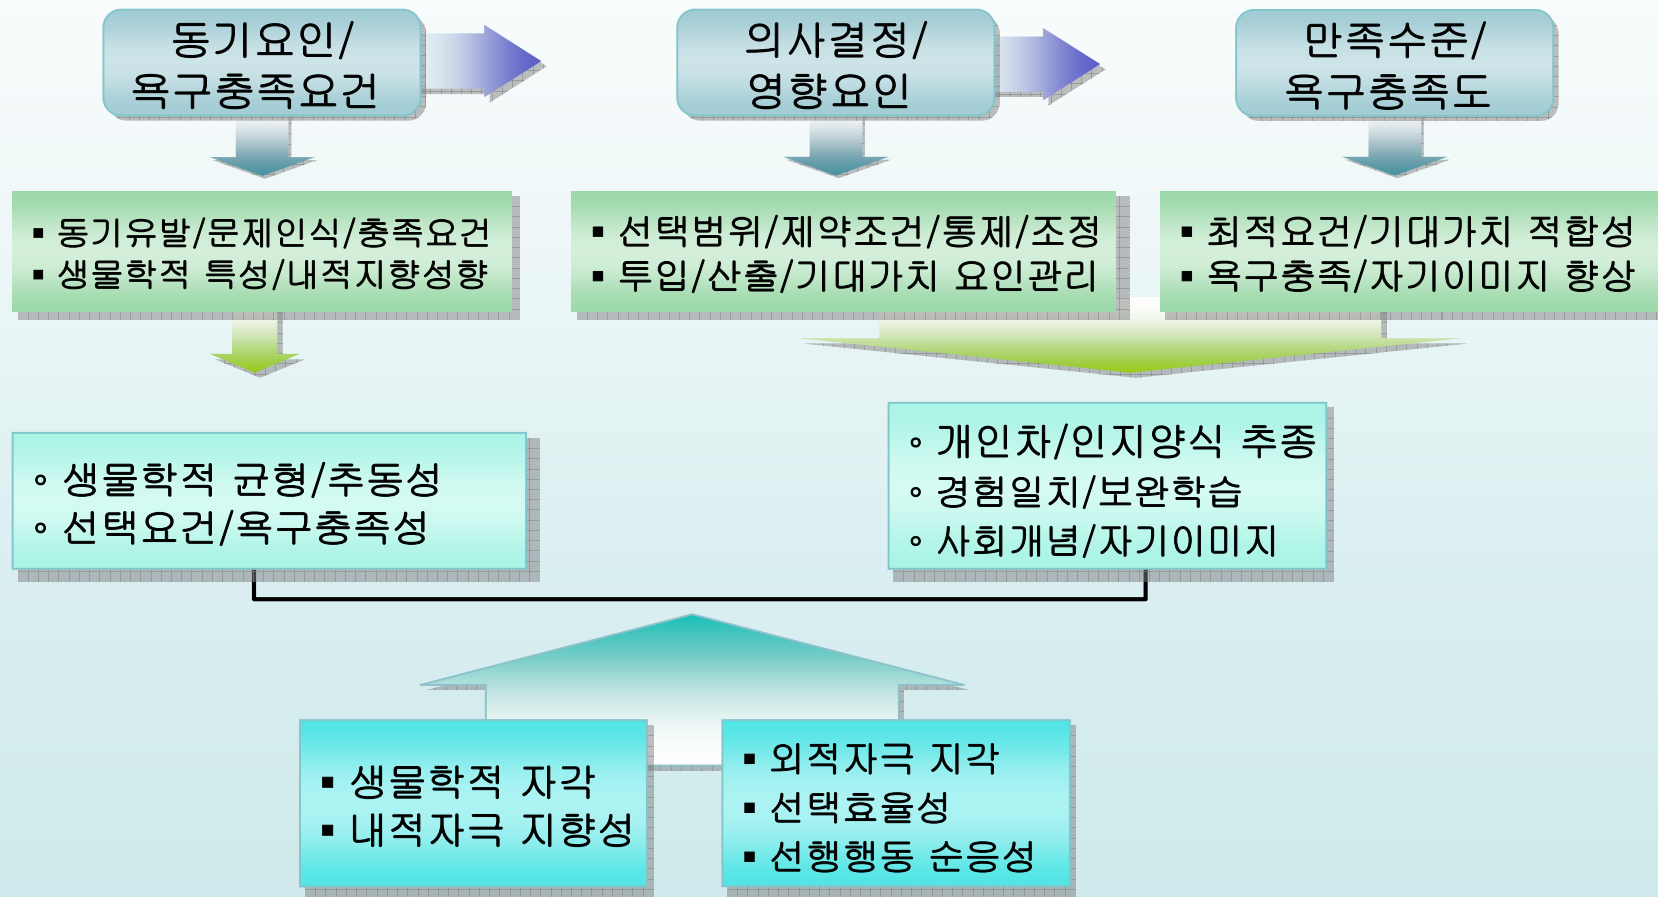 동기요인/
욕구충족요건
의사결정/
영향요인
만족수준/
욕구충족도
▪ 동기유발/문제인식/충족요건
▪ 생물학적 특성/내적지향성향
▪ 선택범위/제약조건/통제/조정
▪ 투입/산출/기대가치 요인관리
▪ 최적요건/기대가치 적합성
▪ 욕구충족/자기이미지 향상
◦ 생물학적 균형/추동성
◦ 선택요건/욕구충족성
◦ 개인차/인지양식 추종
◦ 경험일치/보완학습
◦ 사회개념/자기이미지
▪ 생물학적 자각
▪ 내적자극 지향성
▪ 외적자극 지각
▪ 선택효율성
▪ 선행행동 순응성